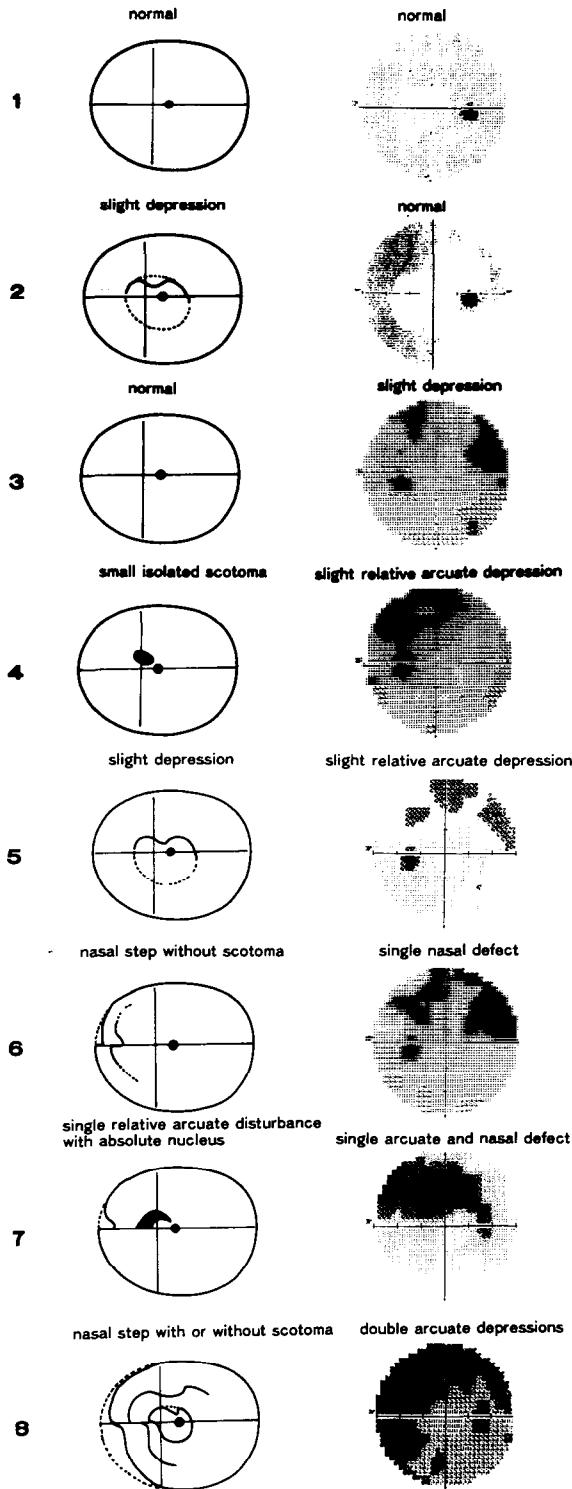 normal
normal
1
slight depression
normal
2
normal
slight depression
3
small isolated scotoma
slight relative arcuate depression
4
slight depression
slight relative arcuate depression
5
nasal step without scotoma
single nasal defect
6
single relative arcuate disturbance
with absolute nucleus
single arcuate and nasal defect
7
nasal step with or without scotoma
double arcuate depressions
8